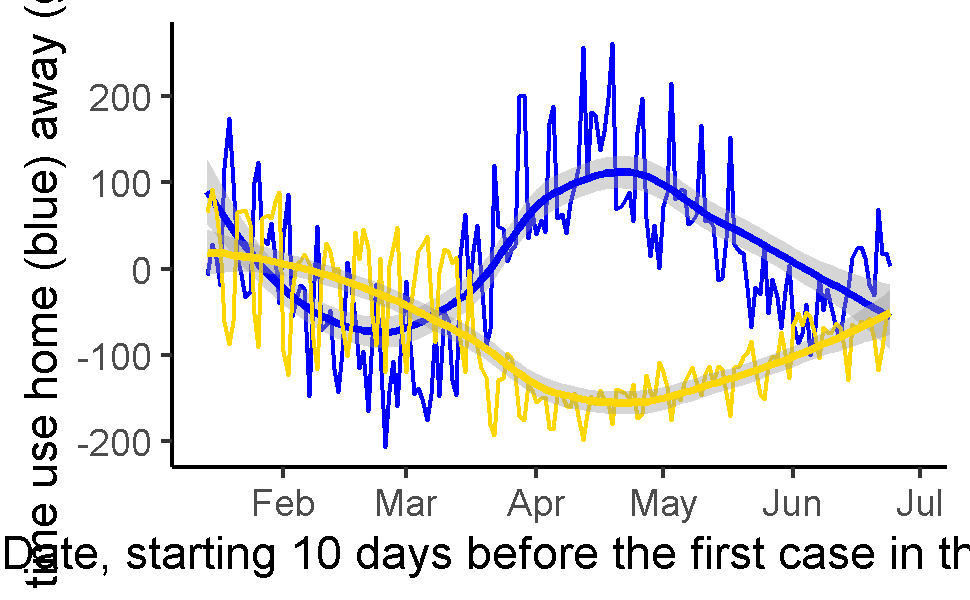 time use home (blue) away (
200
100
0
-100
-200
Feb Mar Apr May Jun Jul
Date, starting 10 days before the first case in th